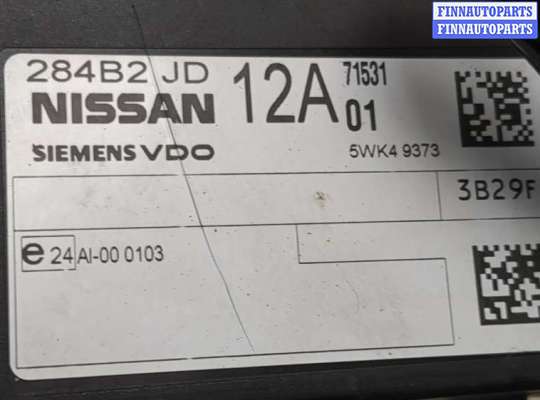 FINNAUTOPARTS
FINNAUTOPARTS
284B2 JD 12A 71531
NISSAN 01
SIEMENS VDO 5WK4 9373
3B29F
e 24 AI-00 0103